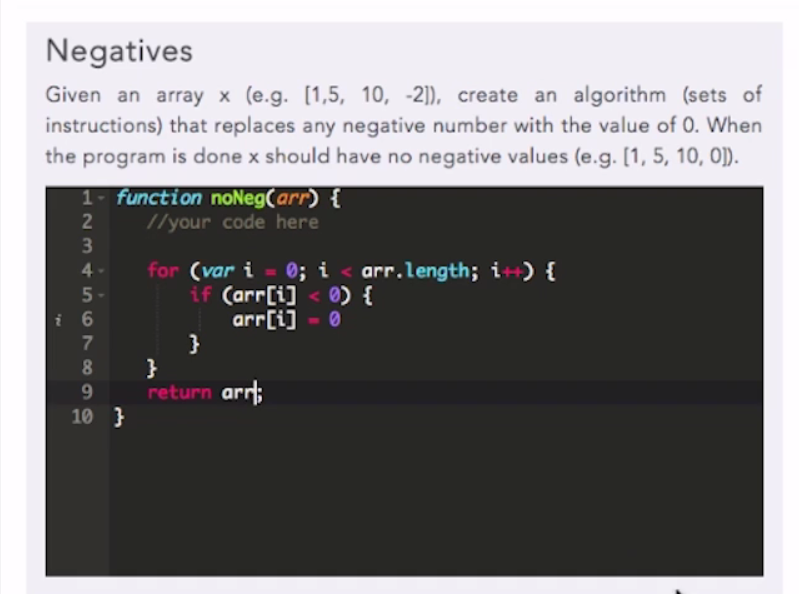 Negatives
Given an array x (e.g. [1,5, 10, -2]), create an algorithm (sets of
instructions) that replaces any negative number with the value of 0. When
the program is done x should have no negative values (e.g. [1, 5, 10, 0]).
1 function noNeg(arr) {
2 //your code here
3
4 for (var i = 0; i < arr.length; i++) {
5 if (arr[i] < 0) {
i 6 arr[i] = 0
7 }
8 }
9 return arr;
10 }